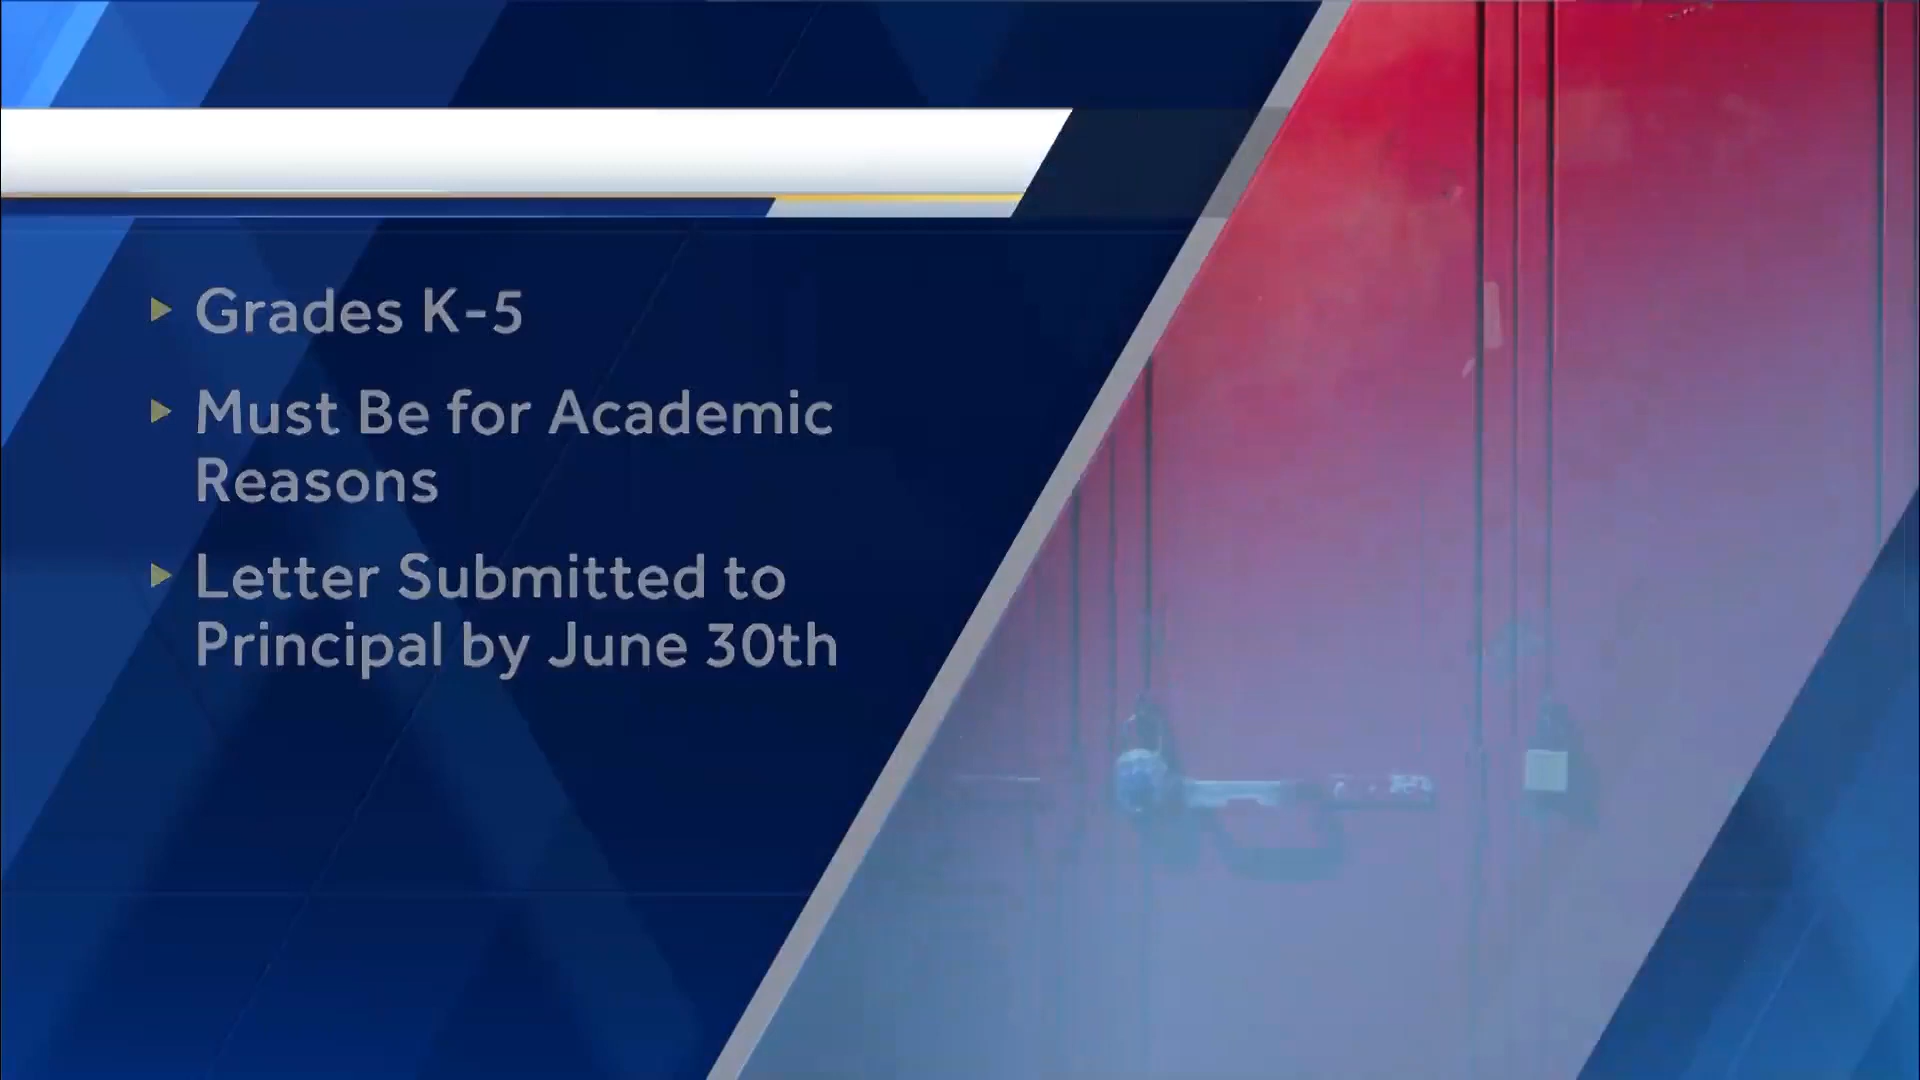 Grades K-5
Must Be for Academic
Reasons
Letter Submitted to
Principal by June 30th